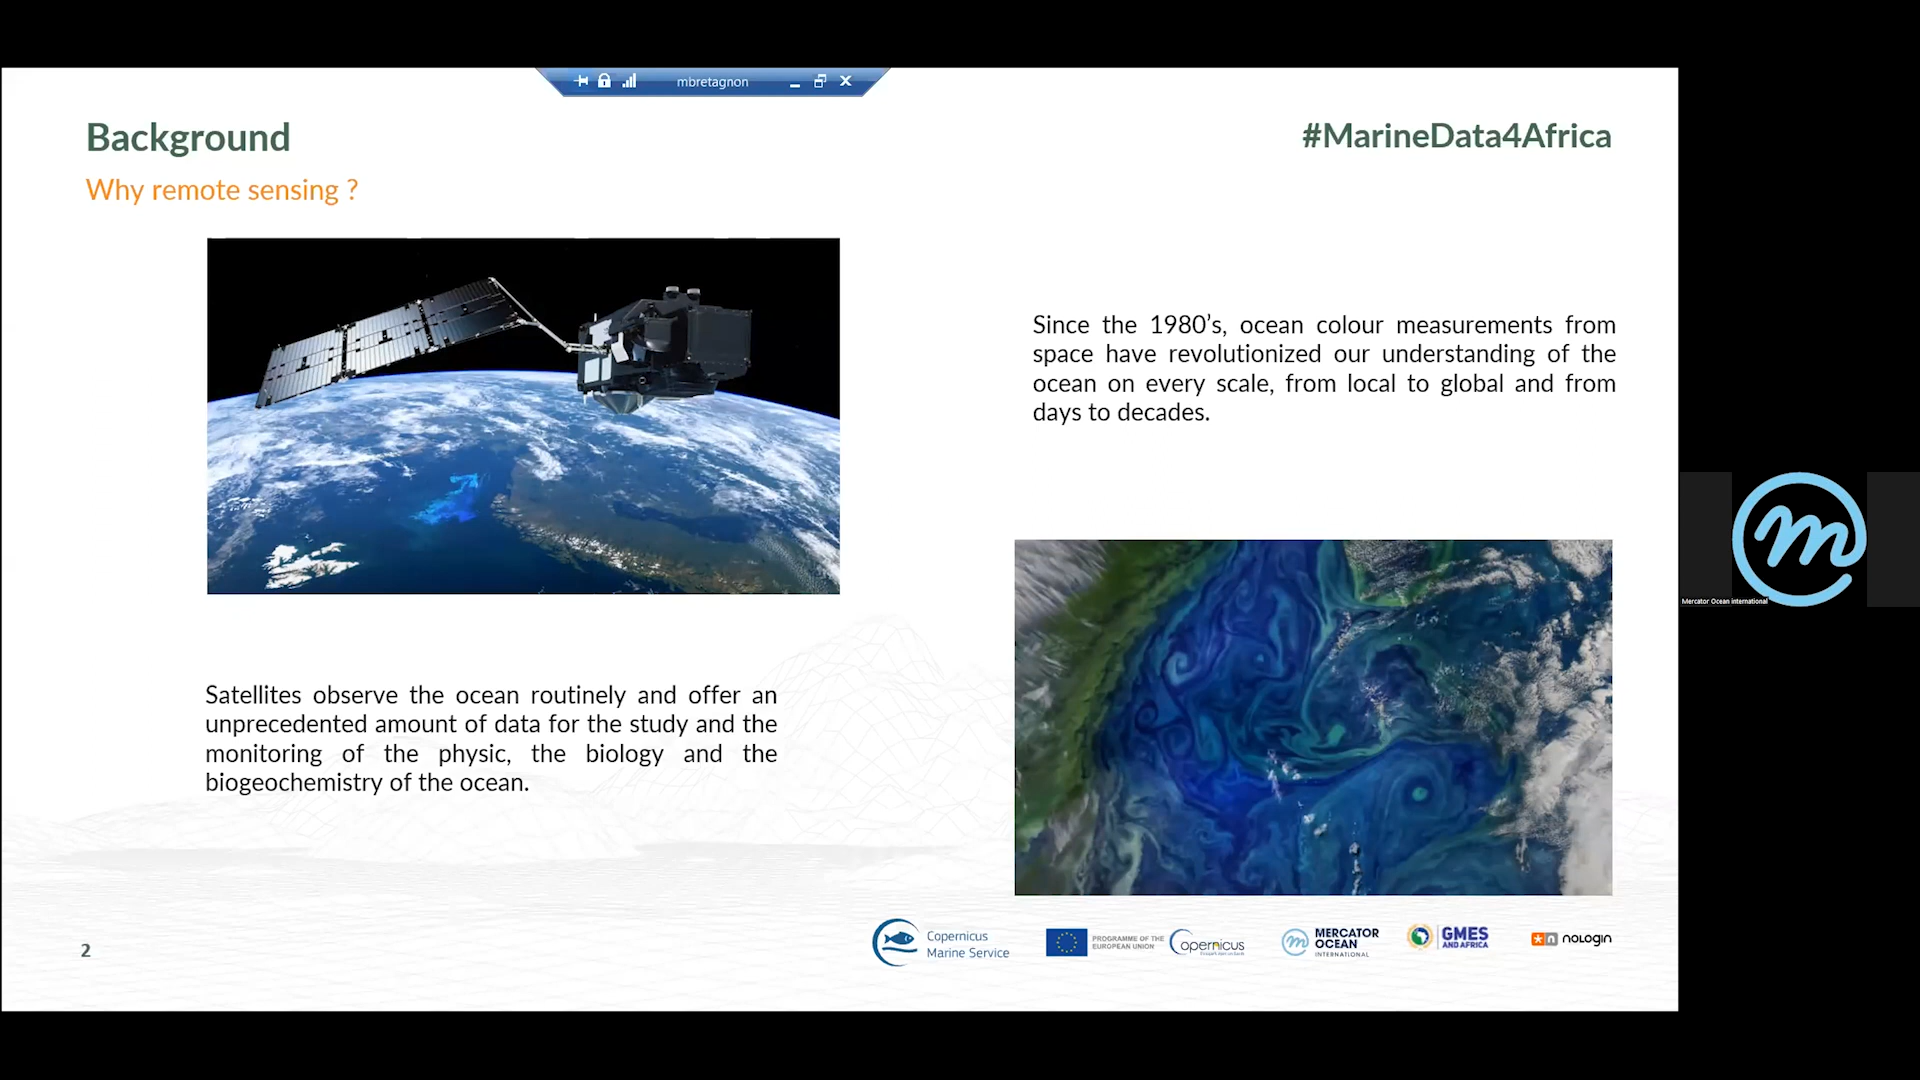 mbretagnon
Background
#MarineData4Africa
Why remote sensing ?
Since the 1980’s, ocean colour measurements from
space have revolutionized our understanding of the
ocean on every scale, from local to global and from
days to decades.
Satellites observe the ocean routinely and offer an
unprecedented amount of data for the study and the
monitoring of the physic, the biology and the
biogeochemistry of the ocean.
Mercator Ocean international
2
Copernicus
Marine Service
PROGRAMME OF THE
EUROPEAN UNION
opernicus
MERCATOR
OCEAN
INTERNATIONAL
GMES
AND AFRICA
nologin